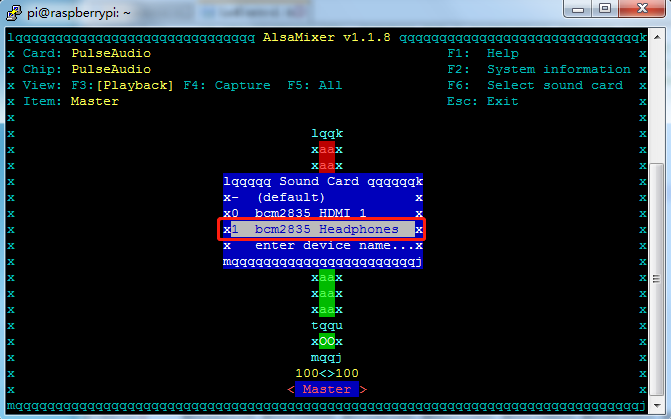 pi@raspberrypi: ~
lqqqqqqqqqqqqqqqqqqqqqqqqqqqqqq AlsaMixer v1.1.8 qqqqqqqqqqqqqqqqqqqqqqqqqqqqqqk
x Card: PulseAudio F1: Help x
x Chip: PulseAudio F2: System information x
x View: F3:[Playback] F4: Capture F5: All F6: Select sound card x
x Item: Master Esc: Exit x
x x
x lqqk x
x xaax x
x xaax x
x lqqqqq Sound Card qqqqqqk x
x x- (default) x x
x x0 bcm2835 HDMI 1 x x
x x1 bcm2835 Headphones x x
x x enter device name...x x
x mqqqqqqqqqqqqqqqqqqqqqqqj x
x xaax x
x xaax x
x xaax x
x tqqu x
x xOOx x
x mqqj x
x 100<>100 x
x < Master > x
mqqqqqqqqqqqqqqqqqqqqqqqqqqqqqqqqqqqqqqqqqqqqqqqqqqqqqqqqqqqqqqqqqqqqqqqqqqqqqqj